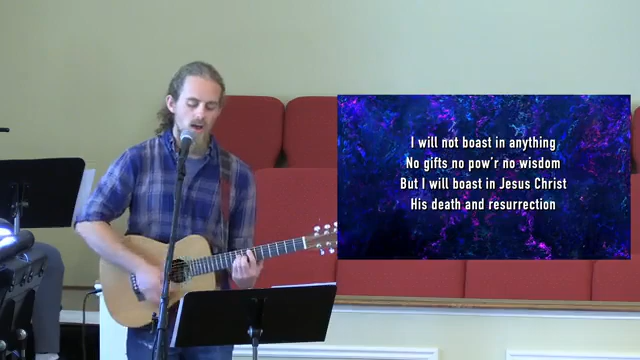 I will not boast in anything
No gifts no pow'r no wisdom
But I will boast in Jesus Christ
His death and resurrection